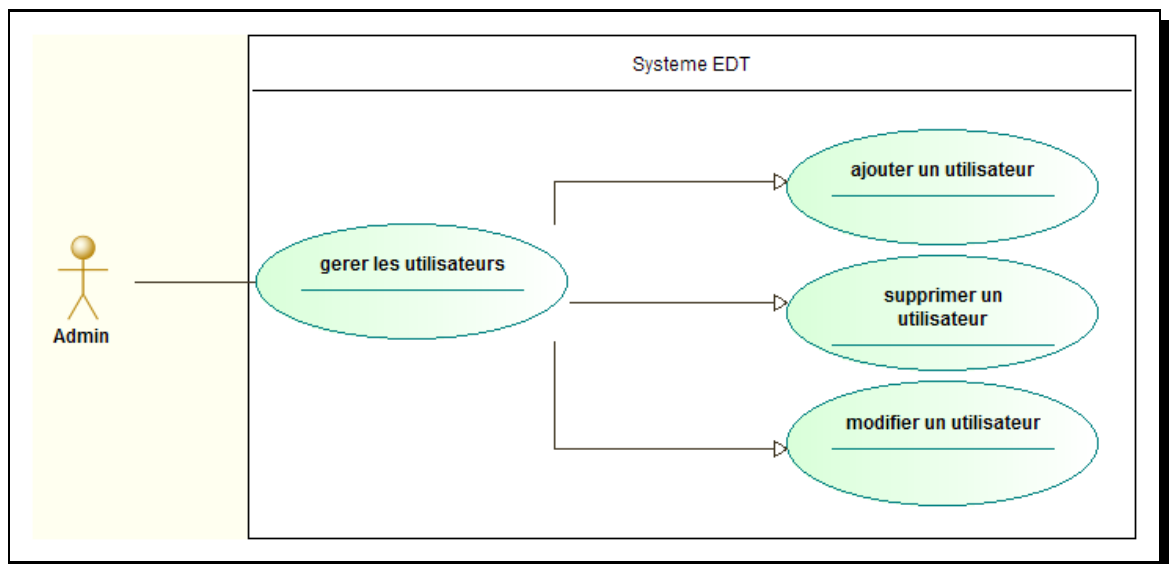 Systeme EDT
ajouter un utilisateur
gerer les utilisateurs
supprimer un
utilisateur
Admin
modifier un utilisateur